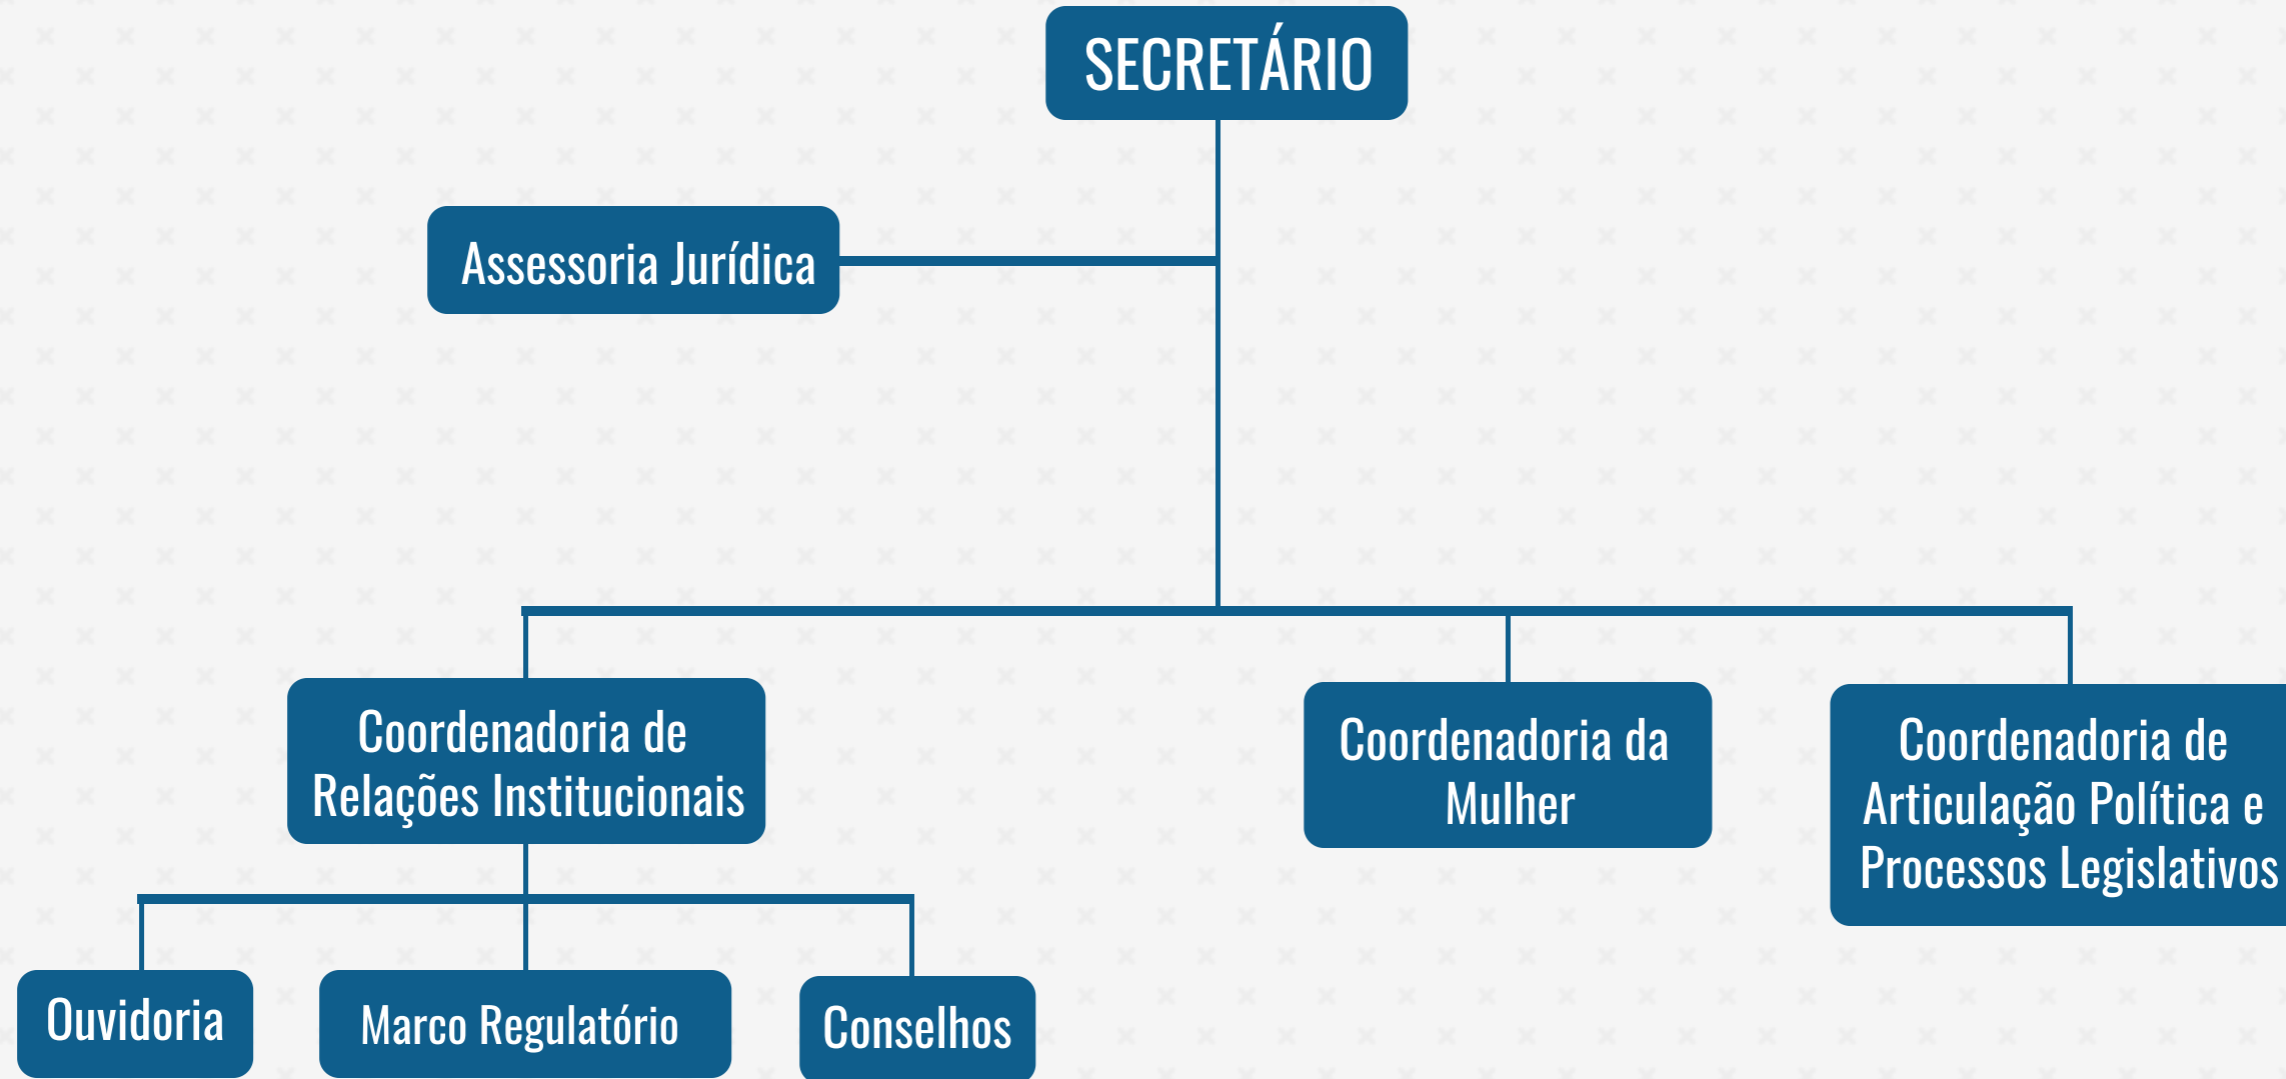 SECRETÁRIO
Assessoria Jurídica
Coordenadoria de
Relações Institucionais
Coordenadoria da
Mulher
Coordenadoria de
Articulação Política e
Processos Legislativos
Ouvidoria
Marco Regulatório
Conselhos